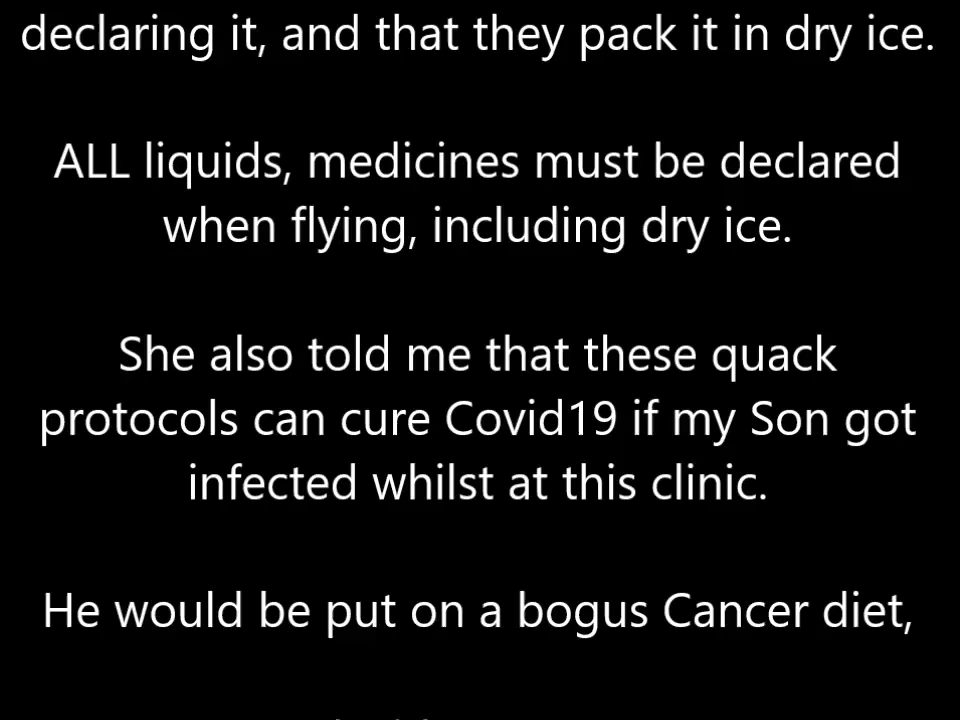 declaring it, and that they pack it in dry ice.
ALL liquids, medicines must be declared
when flying, including dry ice.
She also told me that these quack
protocols can cure Covid19 if my Son got
infected whilst at this clinic.
He would be put on a bogus Cancer diet,